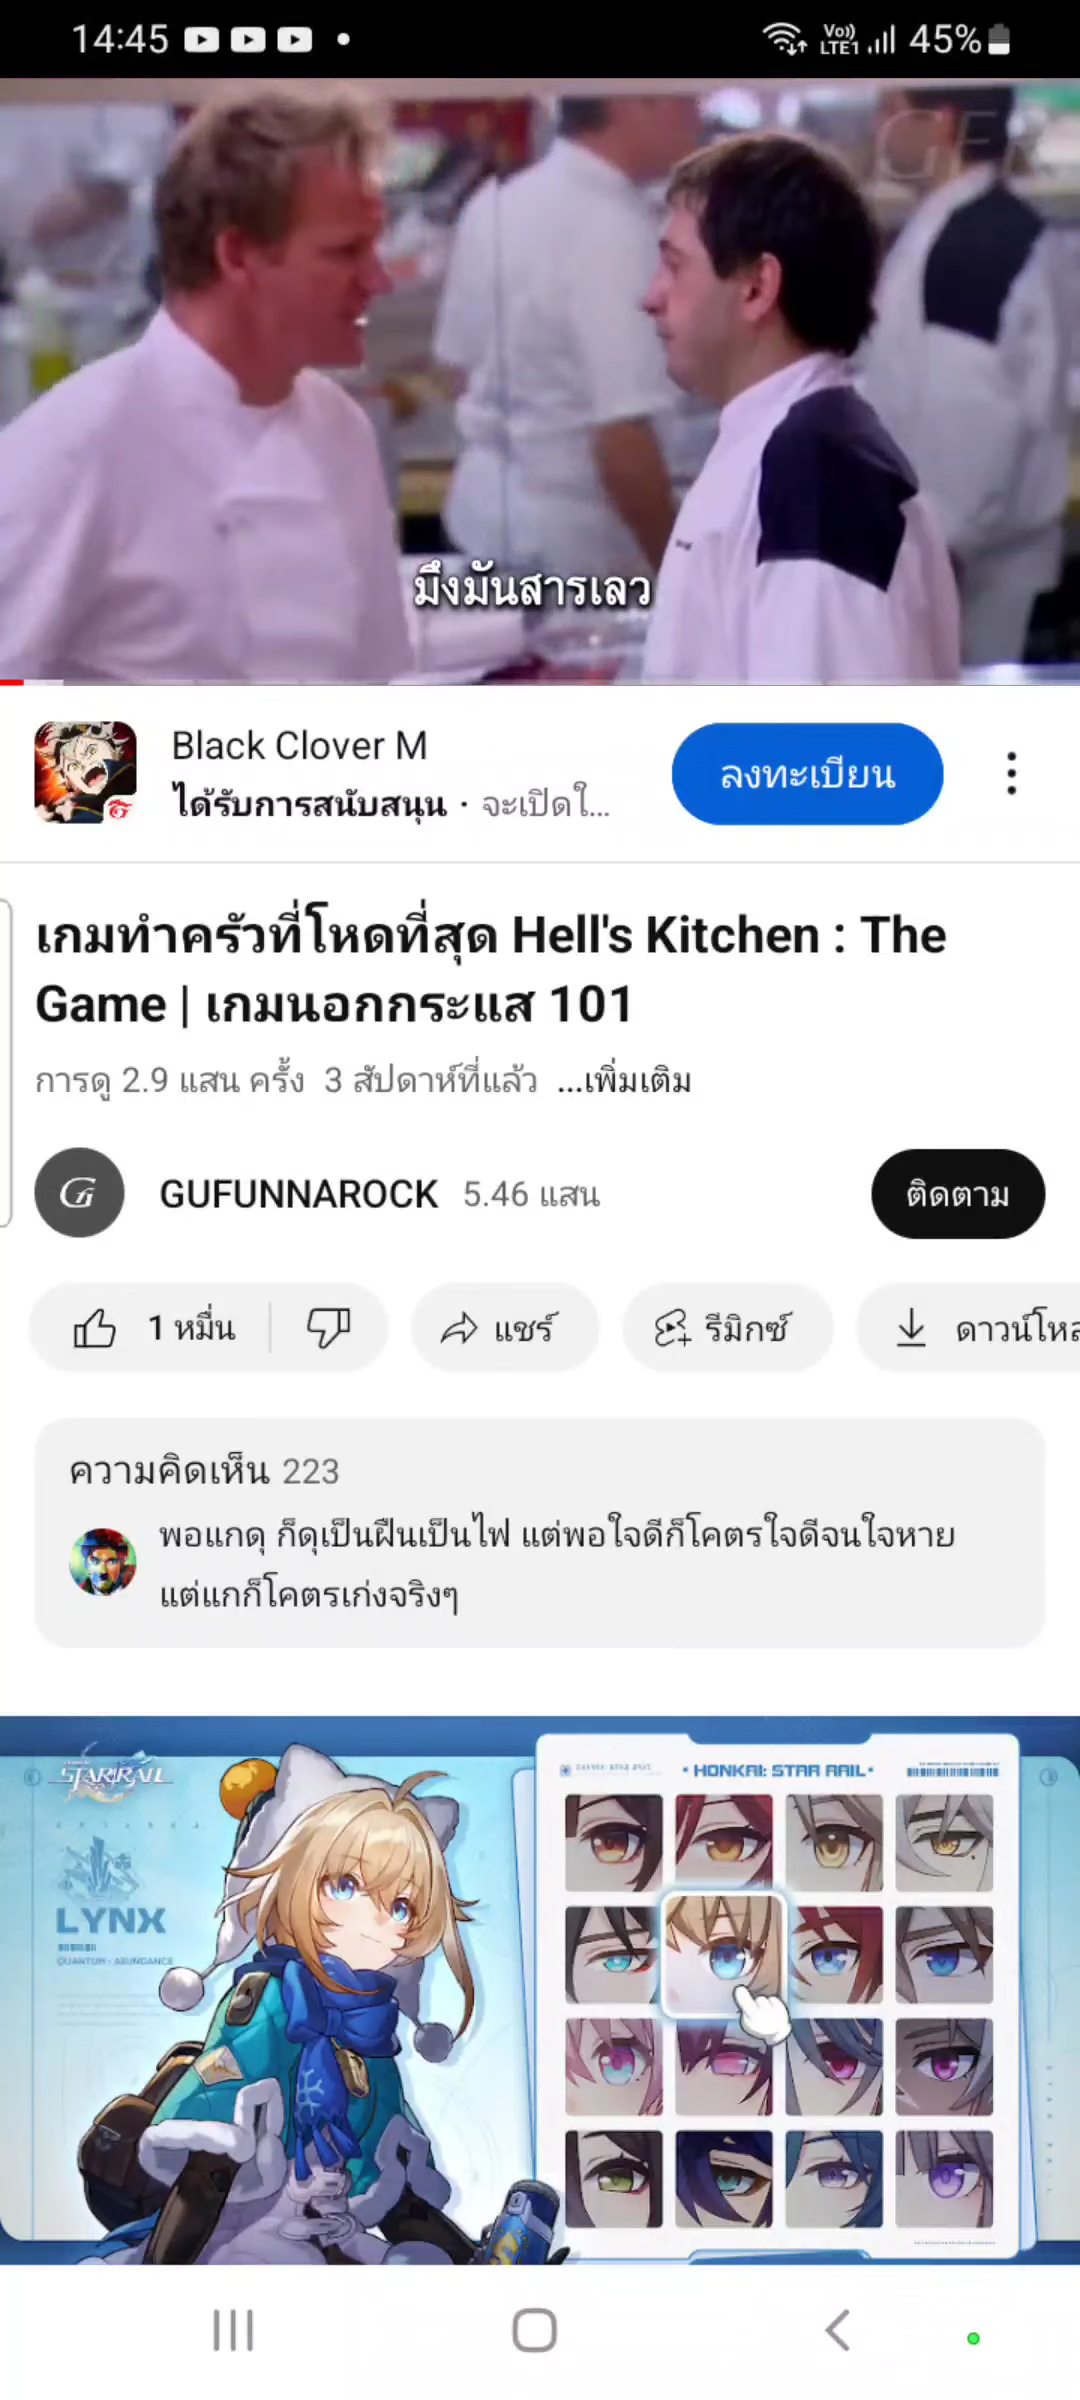 14:45
Vo)) LTE1 45%
GFR
มึงมันสารเลว
Black Clover M
ลงทะเบียน
ได้รับการสนับสนุน · จะเปิดใ...
เกมทำครัวที่โหดที่สุด Hell's Kitchen : The
Game | เกมนอกกระแส 101
การดู 2.9 แสน ครั้ง 3 สัปดาห์ที่แล้ว ...เพิ่มเติม
GUFUNNAROCK 5.46 แสน
ติดตาม
1 หมื่น
แชร์
รีมิกซ์
ดาวน์โหล
ความคิดเห็น 223
พอแกดุ ก็ดุเป็นฝืนเป็นไฟ แต่พอใจดีก็โคตรใจดีจนใจหาย
แต่แกก็โคตรเก่งจริงๆ
STAR RAIL
• HONKAI: STAR RAIL •
LYNX
QUANTUM • ABUNDANCE